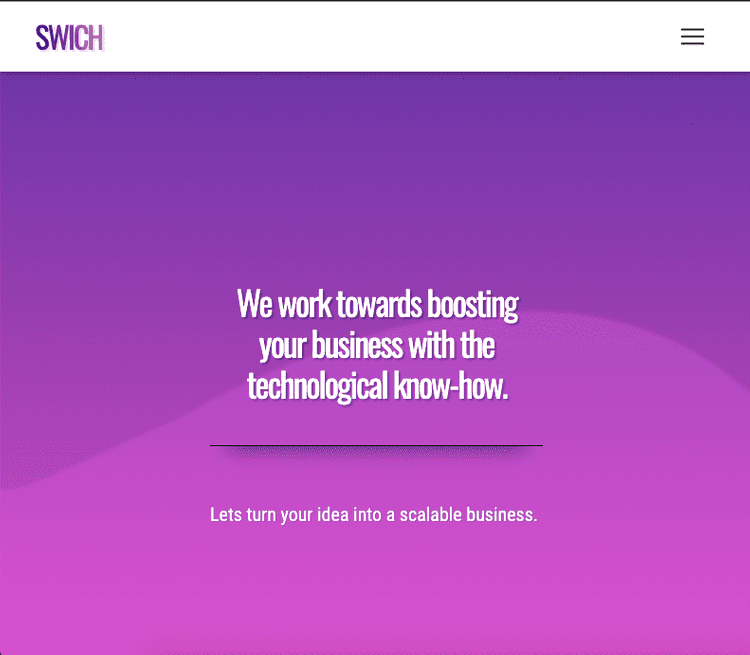 SWICH
We work towards boosting
your business with the
technological know-how.
Lets turn your idea into a scalable business.